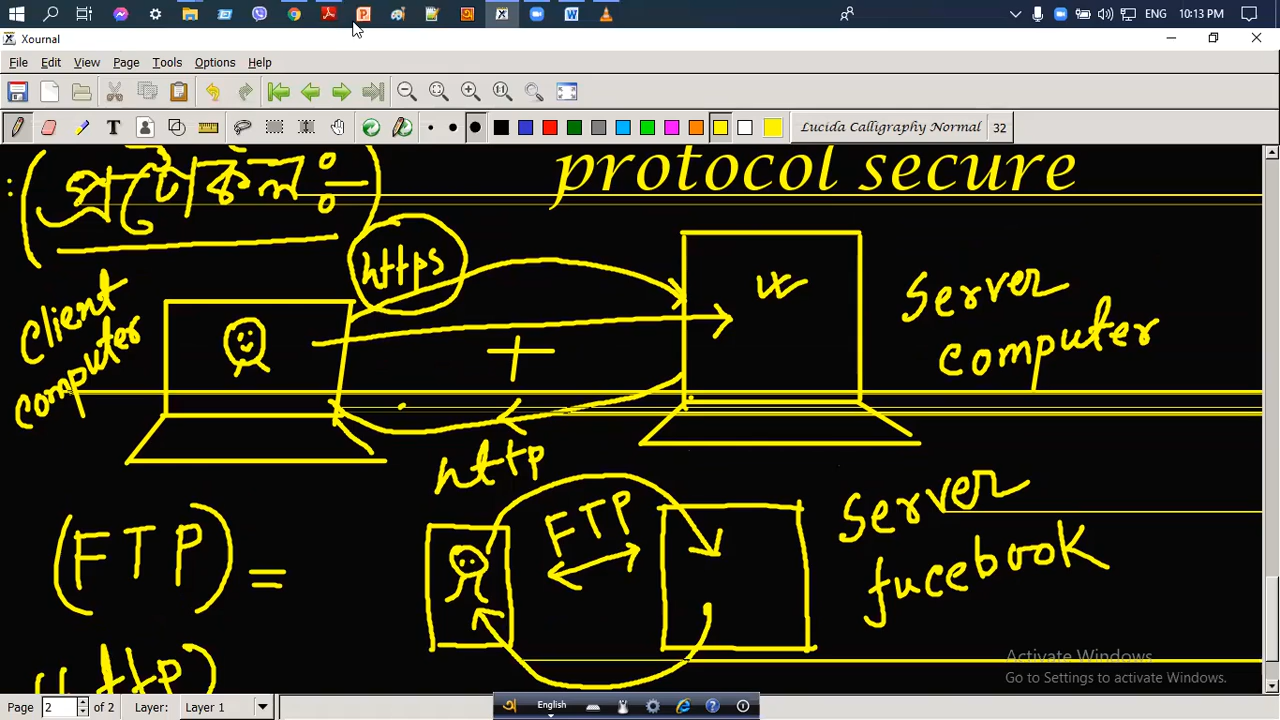 ENG 10:13 PM
Xournal
File Edit View Page Tools Options Help
Lucida Calligraphy Normal 32
protocol secure
(প্রটোকল ঃ
https
client
computer
server
computer
http
(FTP) =
FTP
server
fucebook
http)
Activate Windows
Go to Settings to activate Windows.
Page 2 of 2 Layer: Layer 1
English